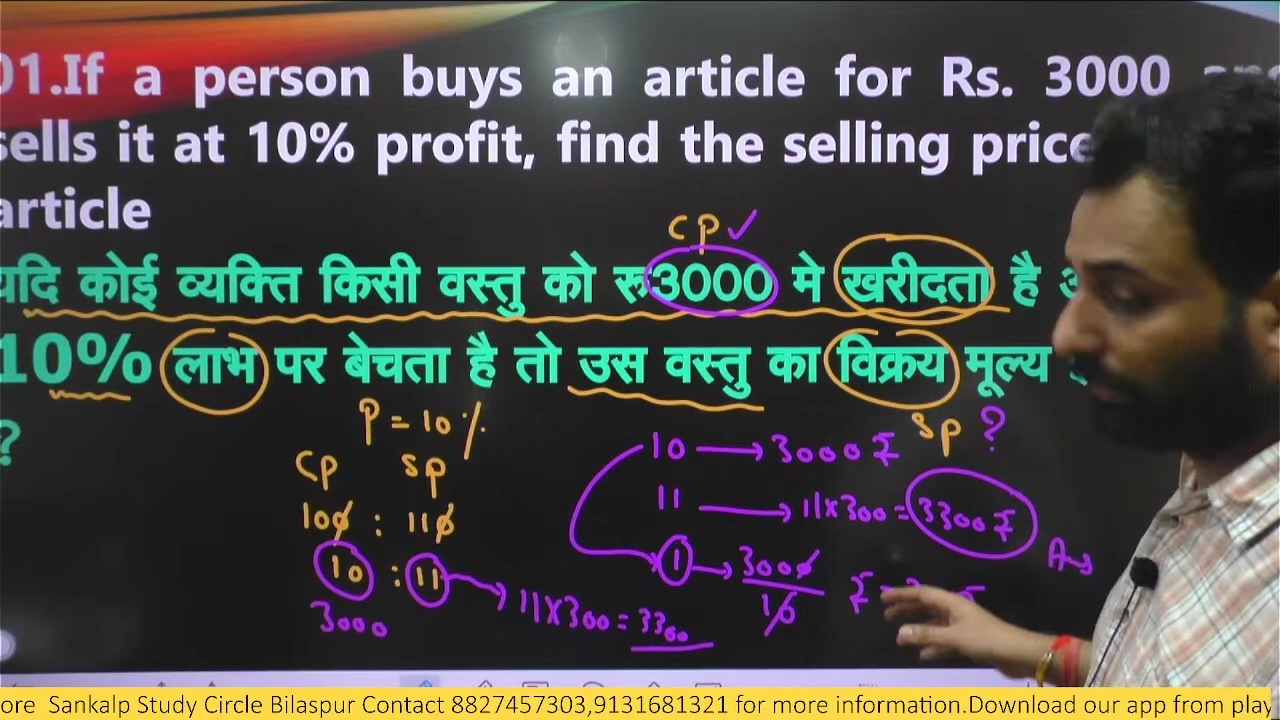 01.If a person buys an article for Rs. 3000
sells it at 10% profit, find the selling price
article
CP ✓
यदि कोई व्यक्ति किसी वस्तु को रू3000 मे खरीदता है
10% लाभ पर बेचता है तो उस वस्तु का विक्रय मूल्य
?
P = 10%
SP ?
CP SP
10 → 3000 ₹
100 : 110
11 → 11×300 = 3300 ₹
Ans
10 : 11 → 11×300 = 3300
1 → 3000/10 ₹
3000
ore Sankalp Study Circle Bilaspur Contact 8827457303,9131681321 for more information.Download our app from play